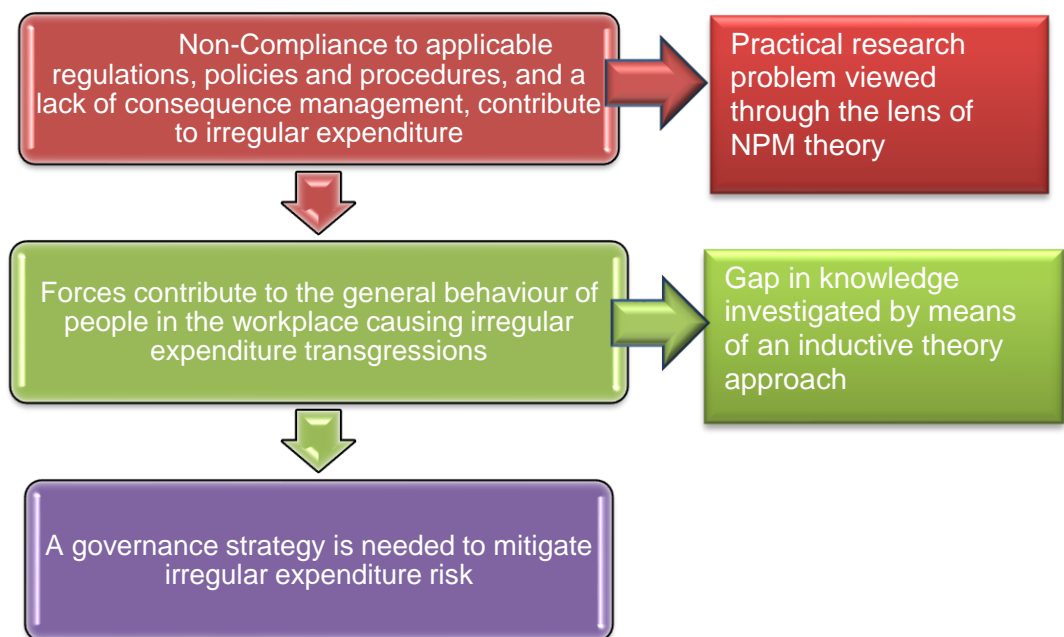 Non-Compliance to applicable
regulations, policies and procedures, and a
lack of consequence management, contribute
to irregular expenditure
Practical research
problem viewed
through the lens of
NPM theory
Forces contribute to the general behaviour of
people in the workplace causing irregular
expenditure transgressions
Gap in knowledge
investigated by means
of an inductive theory
approach
A governance strategy is needed to mitigate
irregular expenditure risk